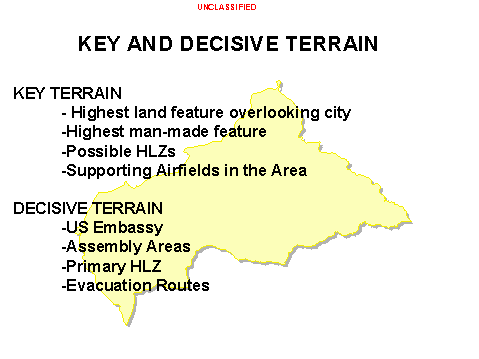 UNCLASSIFIED
KEY AND DECISIVE TERRAIN
KEY TERRAIN
- Highest land feature overlooking city
-Highest man-made feature
-Possible HLZs
-Supporting Airfields in the Area
DECISIVE TERRAIN
-US Embassy
-Assembly Areas
-Primary HLZ
-Evacuation Routes